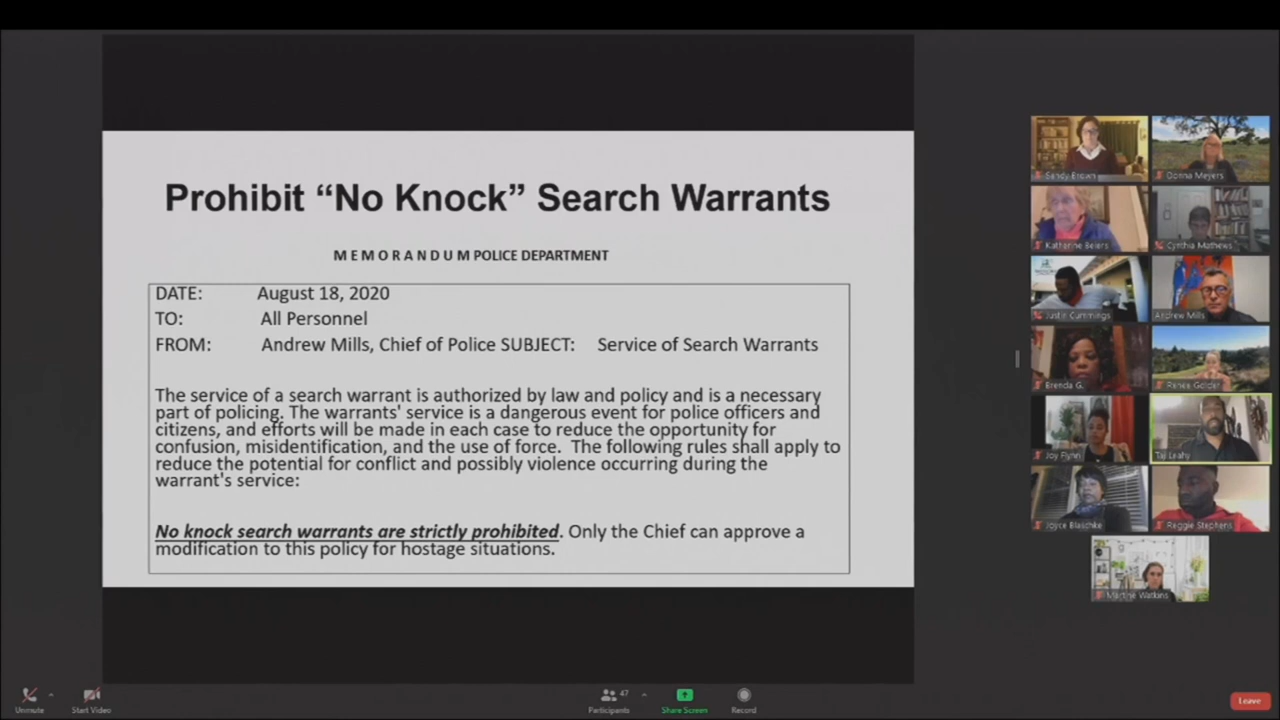 Prohibit “No Knock” Search Warrants
M E M O R A N D U M POLICE DEPARTMENT
DATE: August 18, 2020
TO: All Personnel
FROM: Andrew Mills, Chief of Police SUBJECT: Service of Search Warrants
The service of a search warrant is authorized by law and policy and is a necessary
part of policing. The warrants' service is a dangerous event for police officers and
citizens, and efforts will be made in each case to reduce the opportunity for
confusion, misidentification, and the use of force. The following rules shall apply to
reduce the potential for conflict and possibly violence occurring during the
warrant's service:
No knock search warrants are strictly prohibited. Only the Chief can approve a
modification to this policy for hostage situations.
Sandy Brown
Donna Meyers
Katherine Beiers
Cynthia Mathews
Justin Cummings
Andrew Mills
Brenda G.
Renee Golder
Joy Flynn
Taj Leahy
Joyce Blaschke
Reggie Stephens
Martine Watkins
Unmute
Start Video
Participants
47
Share Screen
Record
Leave